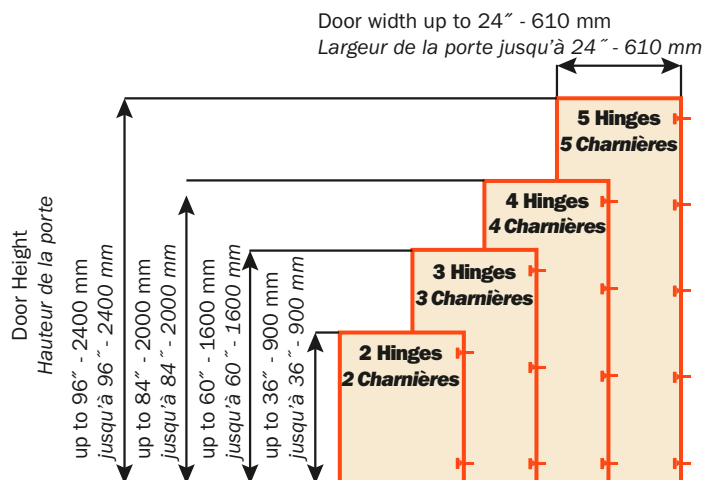 Door width up to 24˝ - 610 mm
Largeur de la porte jusqu'à 24˝ - 610 mm
5 Hinges
5 Charnières
4 Hinges
4 Charnières
3 Hinges
3 Charnières
2 Hinges
2 Charnières
Door Height
Hauteur de la porte
up to 96˝ - 2400 mm
jusqu'à 96˝ - 2400 mm
up to 84˝ - 2000 mm
jusqu'à 84˝ - 2000 mm
up to 60˝ - 1600 mm
jusqu'à 60˝ - 1600 mm
up to 36˝ - 900 mm
jusqu'à 36˝ - 900 mm